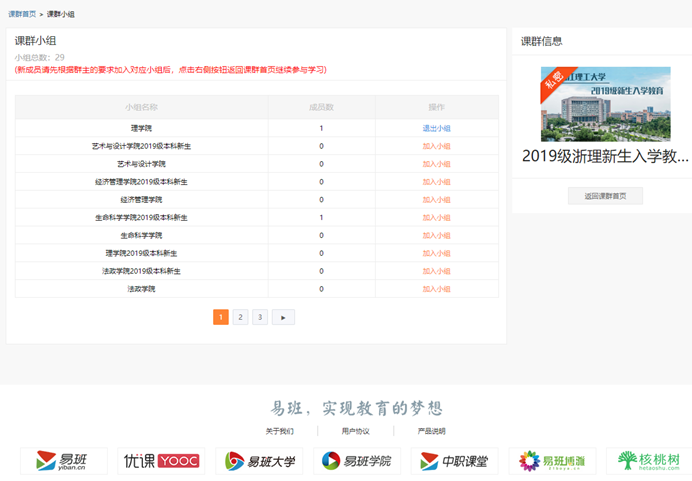 课群首页 > 课群小组
课群小组
小组总数：29
(新成员请先根据群主的要求加入对应小组后，点击右侧按钮返回课群首页继续参与学习)
小组名称 成员数 操作
理学院 1 退出小组
艺术与设计学院2019级本科新生 0 加入小组
艺术与设计学院 0 加入小组
经济管理学院2019级本科新生 0 加入小组
经济管理学院 0 加入小组
生命科学学院2019级本科新生 1 加入小组
生命科学学院 0 加入小组
理学院2019级本科新生 0 加入小组
法政学院2019级本科新生 0 加入小组
法政学院 0 加入小组
1 2 3 ►
课群信息
私密
江理工大学
2019级新生入学教育
2019级浙理新生入学教...
返回课群首页
易班，实现教育的梦想
关于我们 用户协议 产品说明
易班 yiban.cn
优课 YOOC
易班大学
易班学院
中职课堂
易班博雅
核桃树 hetaoshu.com